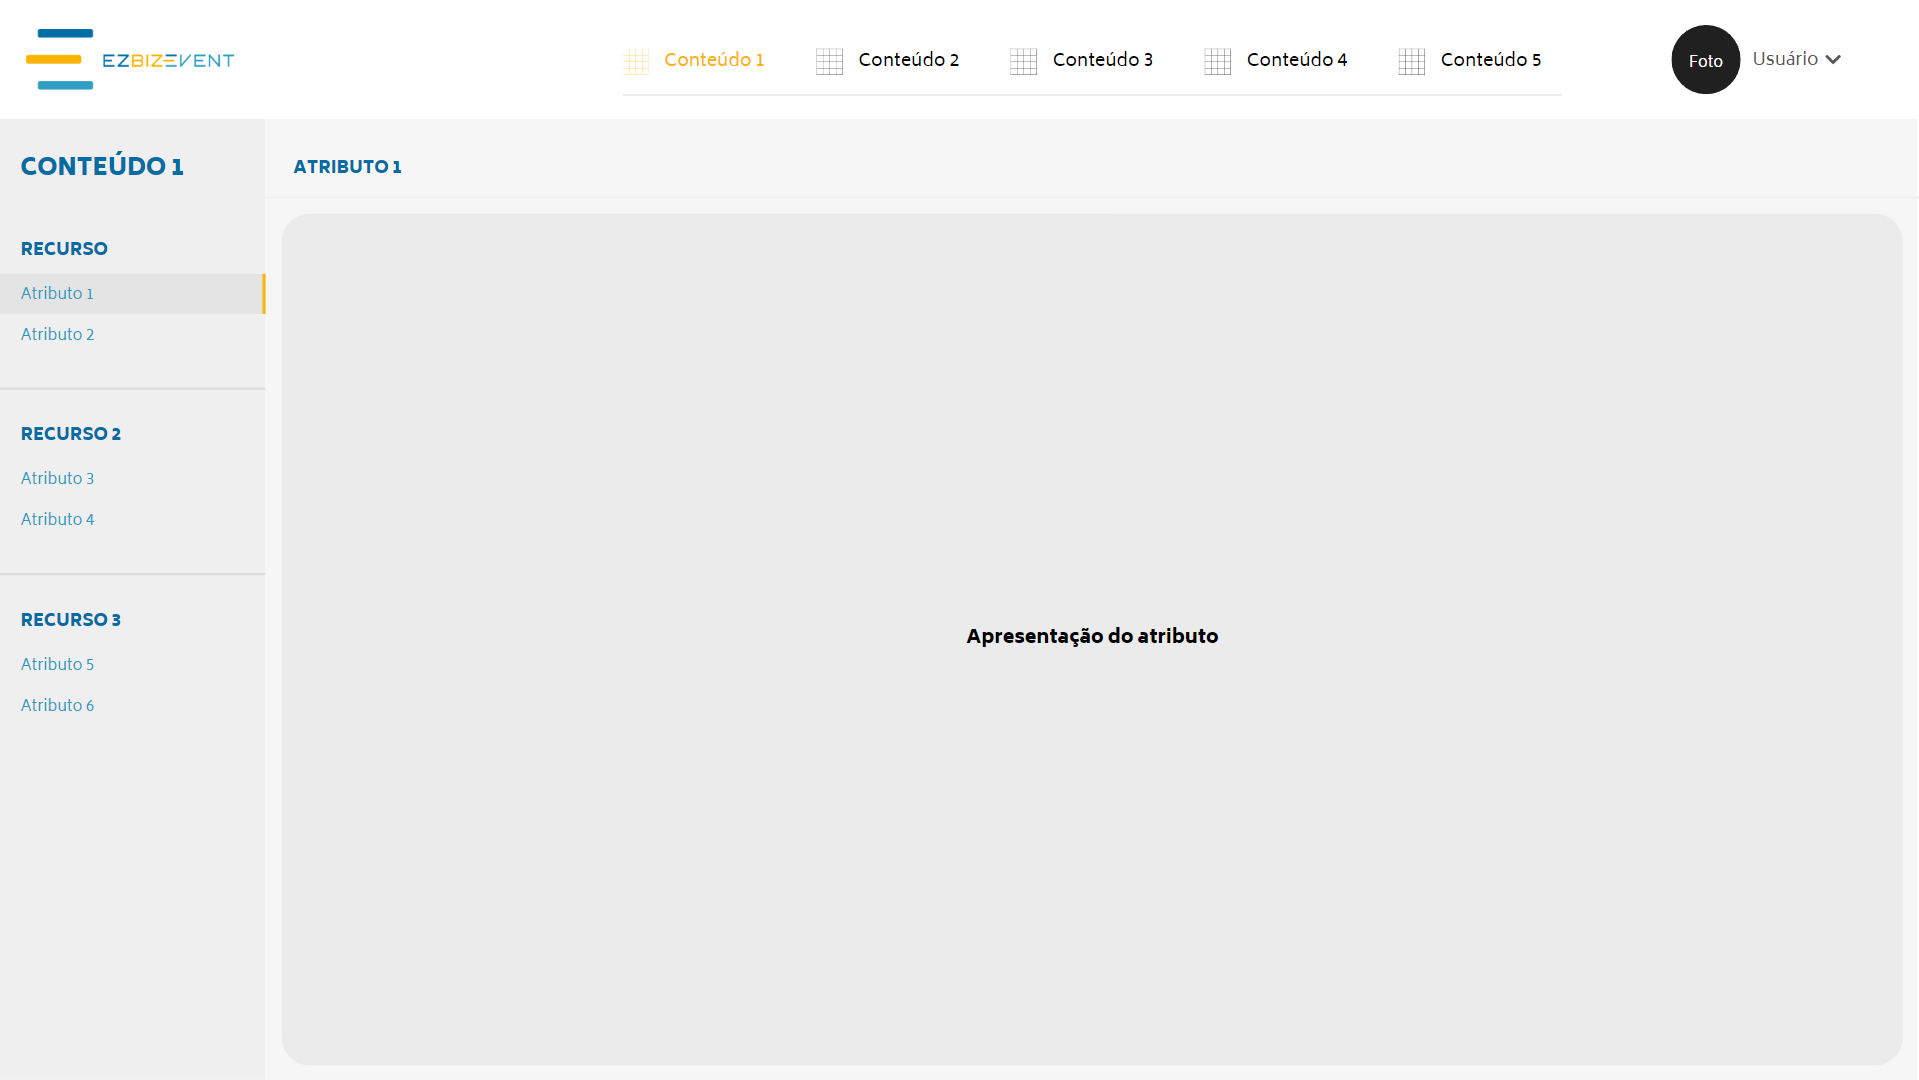 EZBIZEVENT
Conteúdo 1
Conteúdo 2
Conteúdo 3
Conteúdo 4
Conteúdo 5
Foto
Usuário
CONTEÚDO 1
RECURSO
Atributo 1
Atributo 2
RECURSO 2
Atributo 3
Atributo 4
RECURSO 3
Atributo 5
Atributo 6
ATRIBUTO 1
Apresentação do atributo